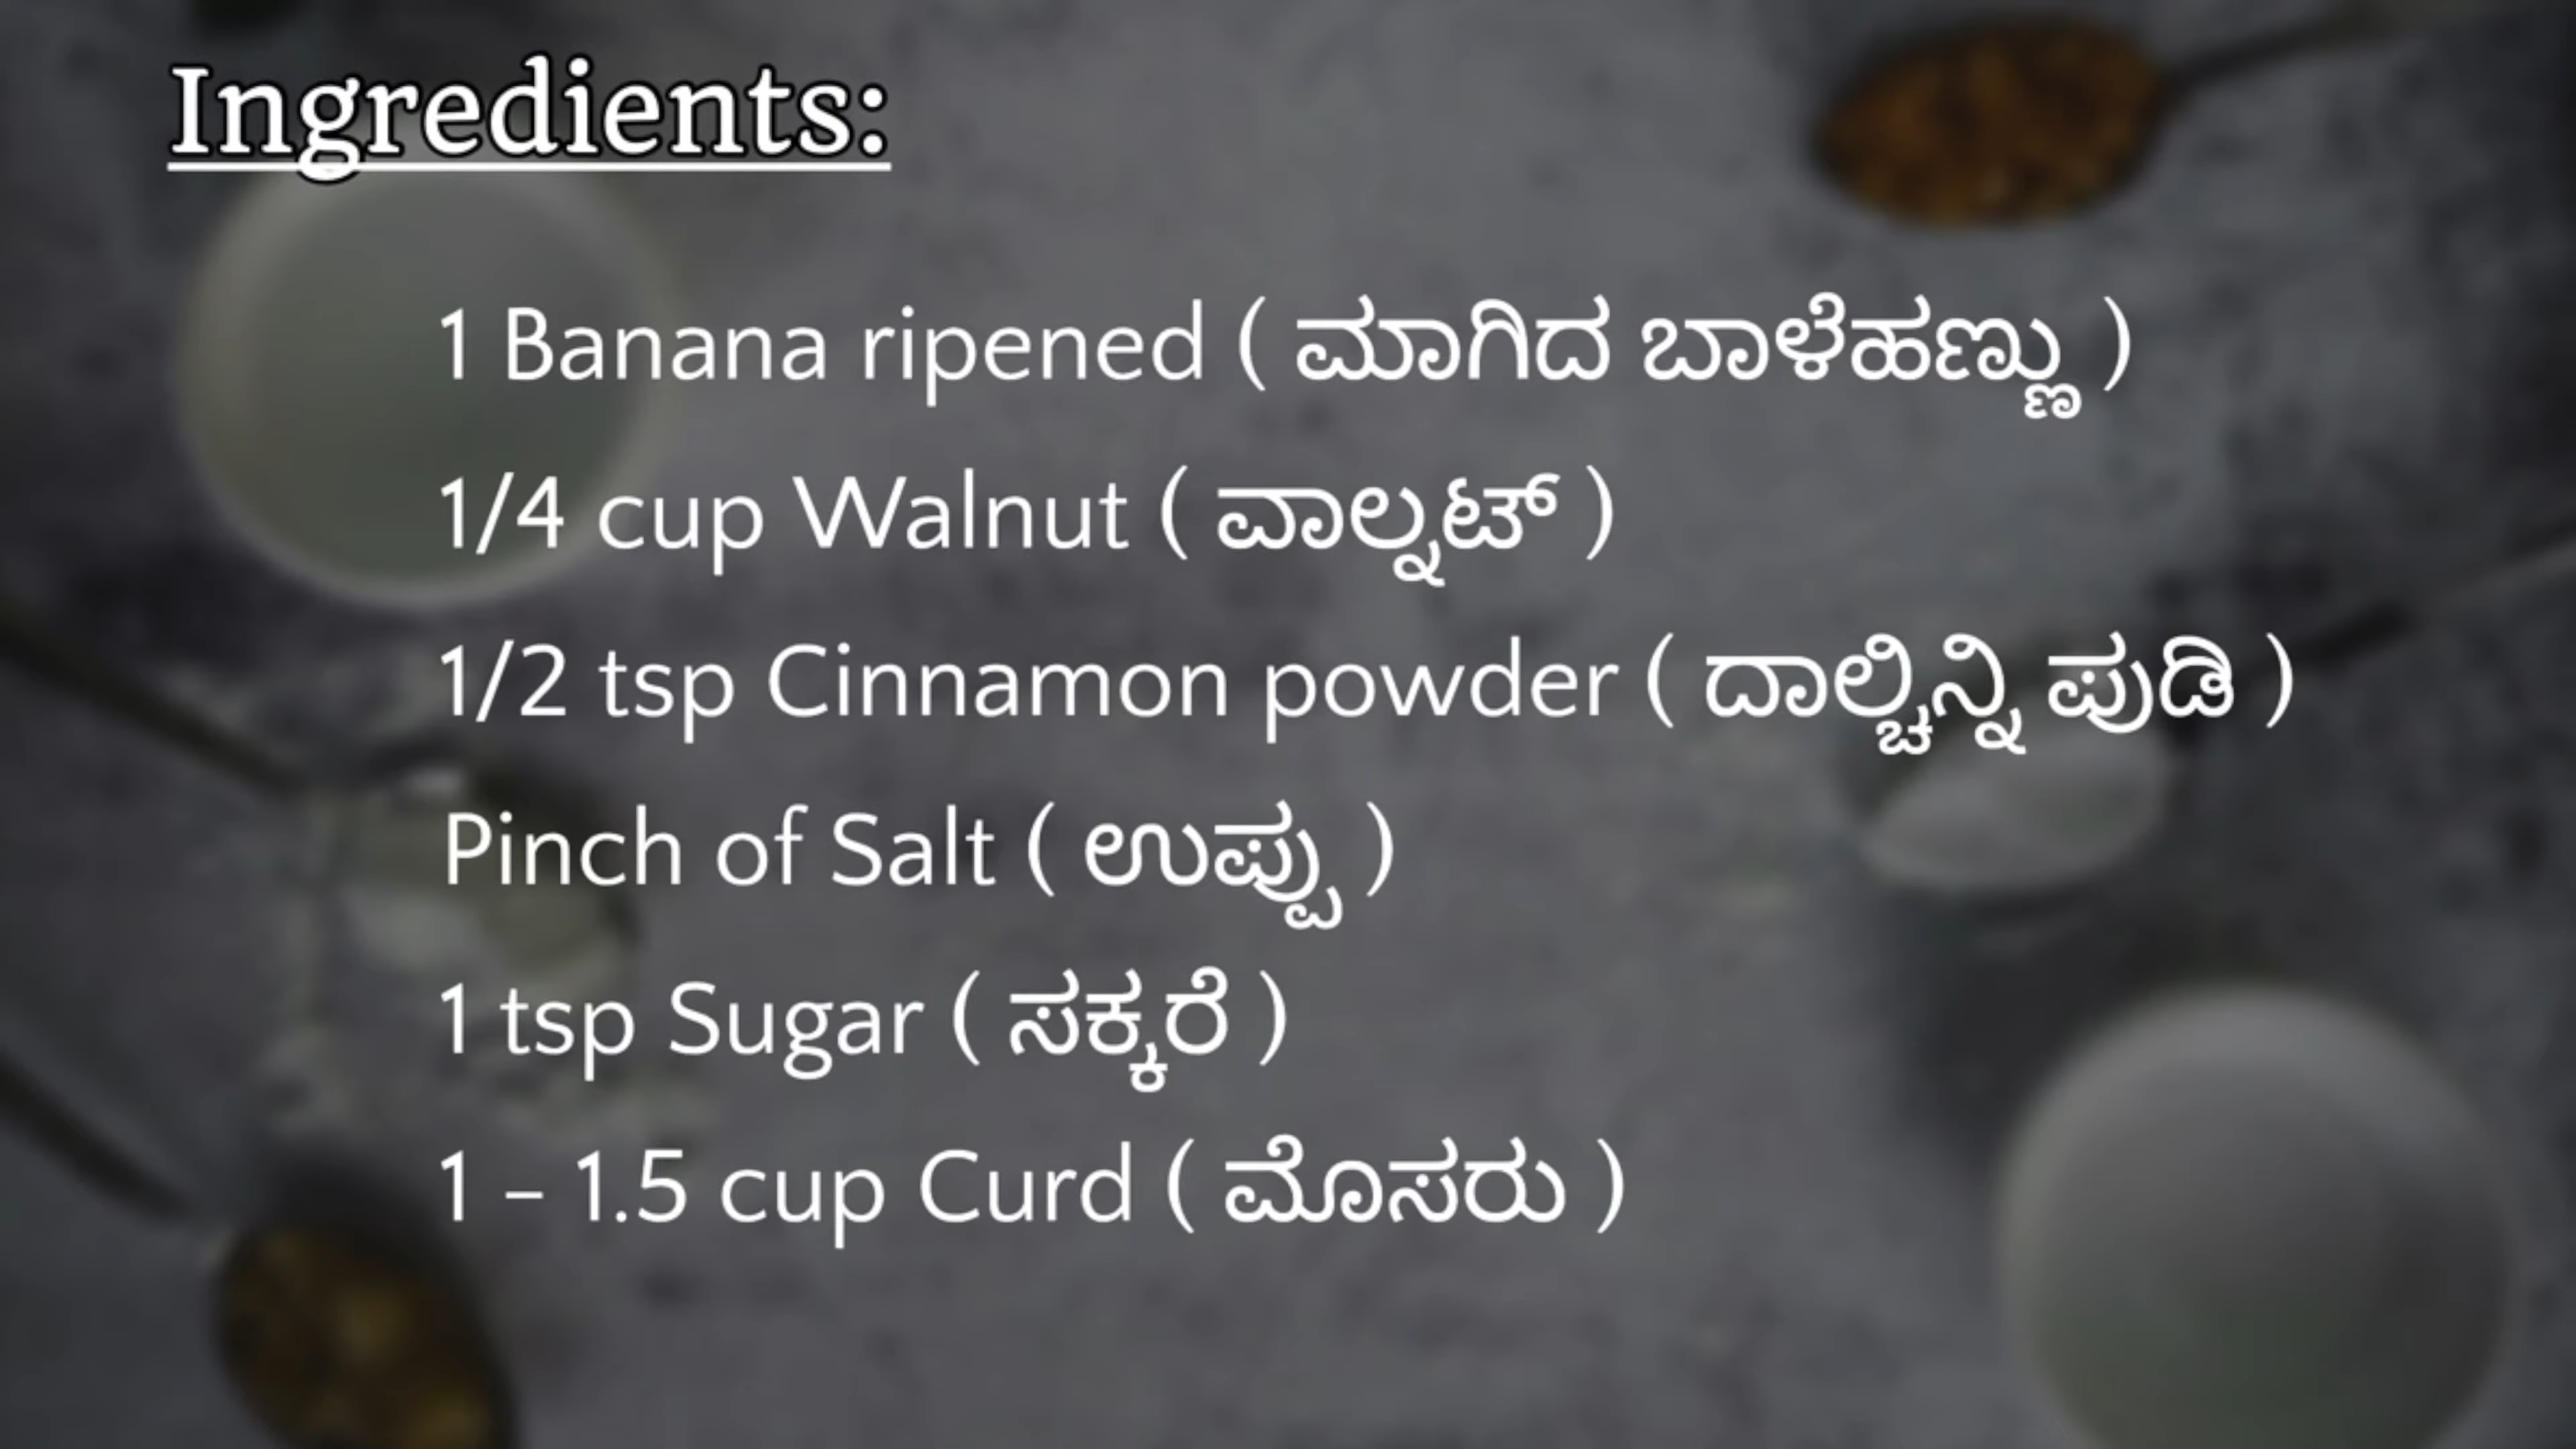 Ingredients:
1 Banana ripened ( ಮಾಗಿದ ಬಾಳೆಹಣ್ಣು )
1/4 cup Walnut ( ವಾಲ್ನಟ್ )
1/2 tsp Cinnamon powder ( ದಾಲ್ಚಿನ್ನಿ ಪುಡಿ )
Pinch of Salt ( ಉಪ್ಪು )
1 tsp Sugar ( ಸಕ್ಕರೆ )
1 – 1.5 cup Curd ( ಮೊಸರು )